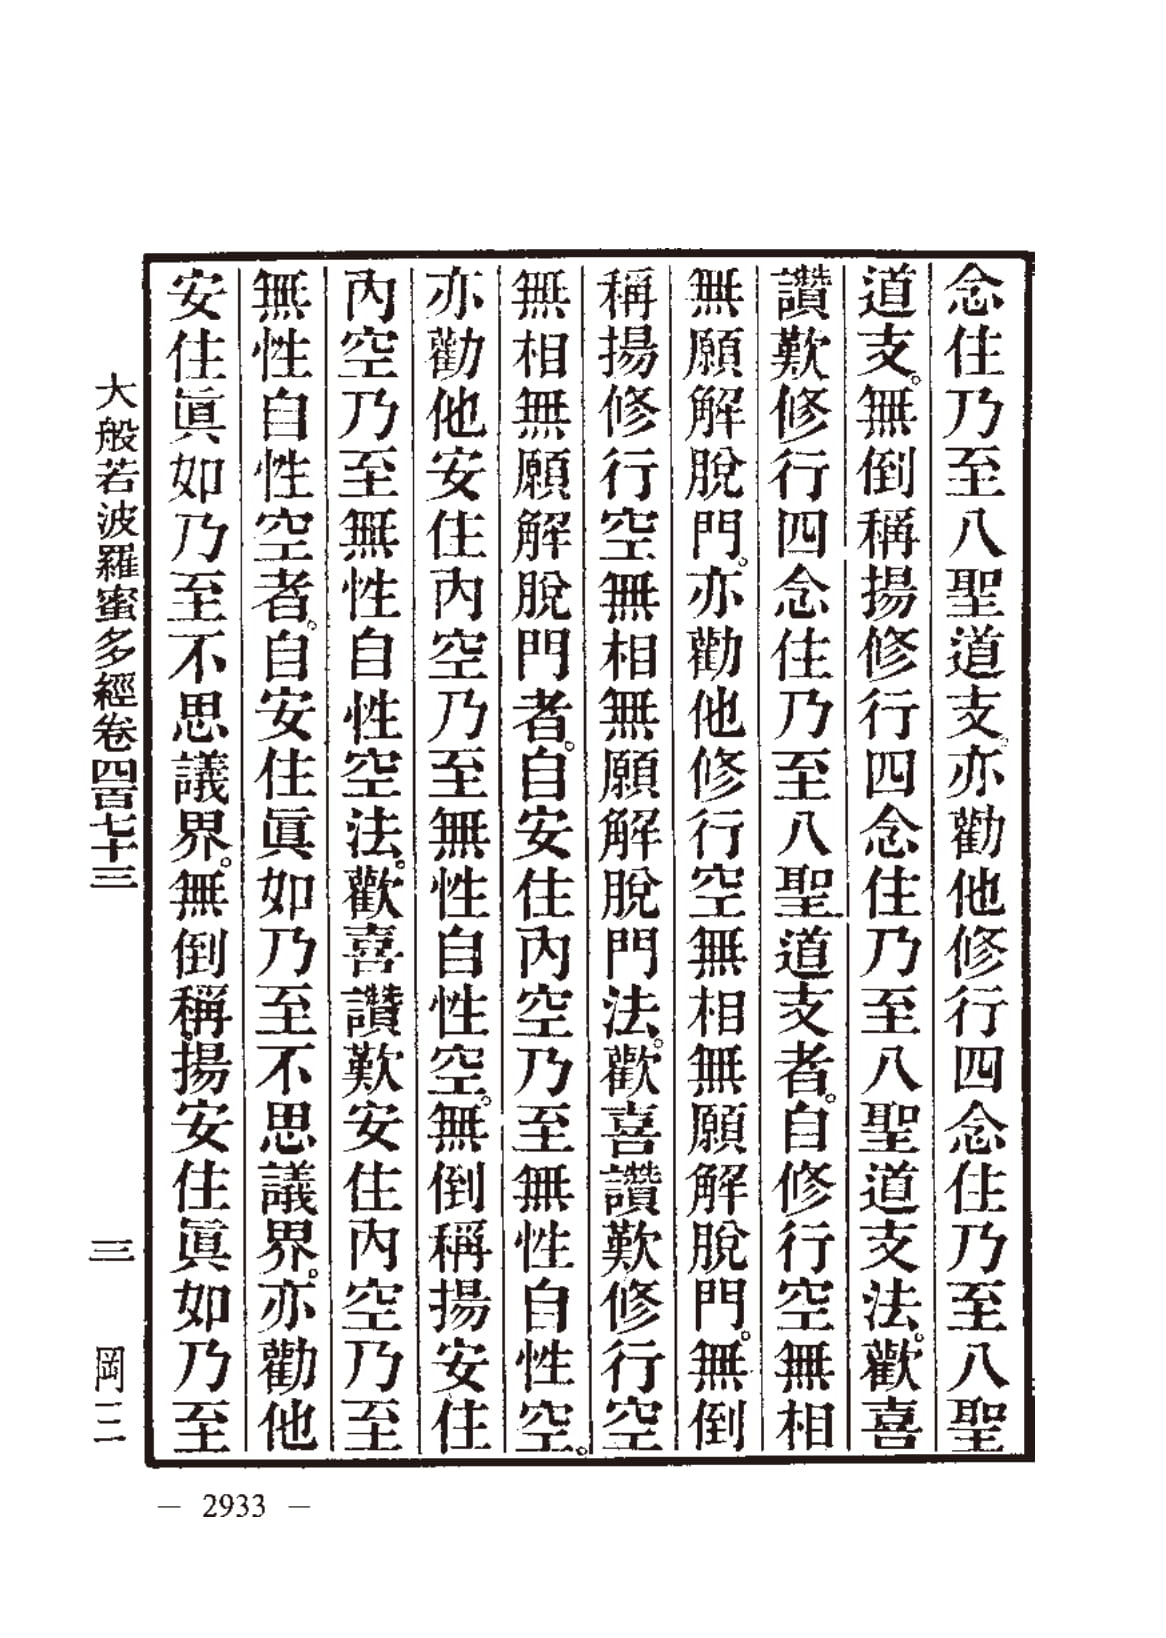 念住乃至八聖道支亦勸他修行四念住乃至八聖
道支。無倒稱揚修行四念住乃至八聖道支法。歡喜
讚歎修行四念住乃至八聖道支者。自修行空無相
無願解脫門。亦勸他修行空無相無願解脫門。無倒
稱揚修行空無相無願解脫門法。歡喜讚歎修行空
無相無願解脫門者。自安住內空乃至無性自性空。
亦勸他安住內空乃至無性自性空。無倒稱揚安住
內空乃至無性自性空法。歡喜讚歎安住內空乃至
無性自性空者。自安住眞如乃至不思議界。亦勸他
安住眞如乃至不思議界。無倒稱揚安住眞如乃至
大般若波羅蜜多經卷四百七十三
三
岡三
— 2933 —